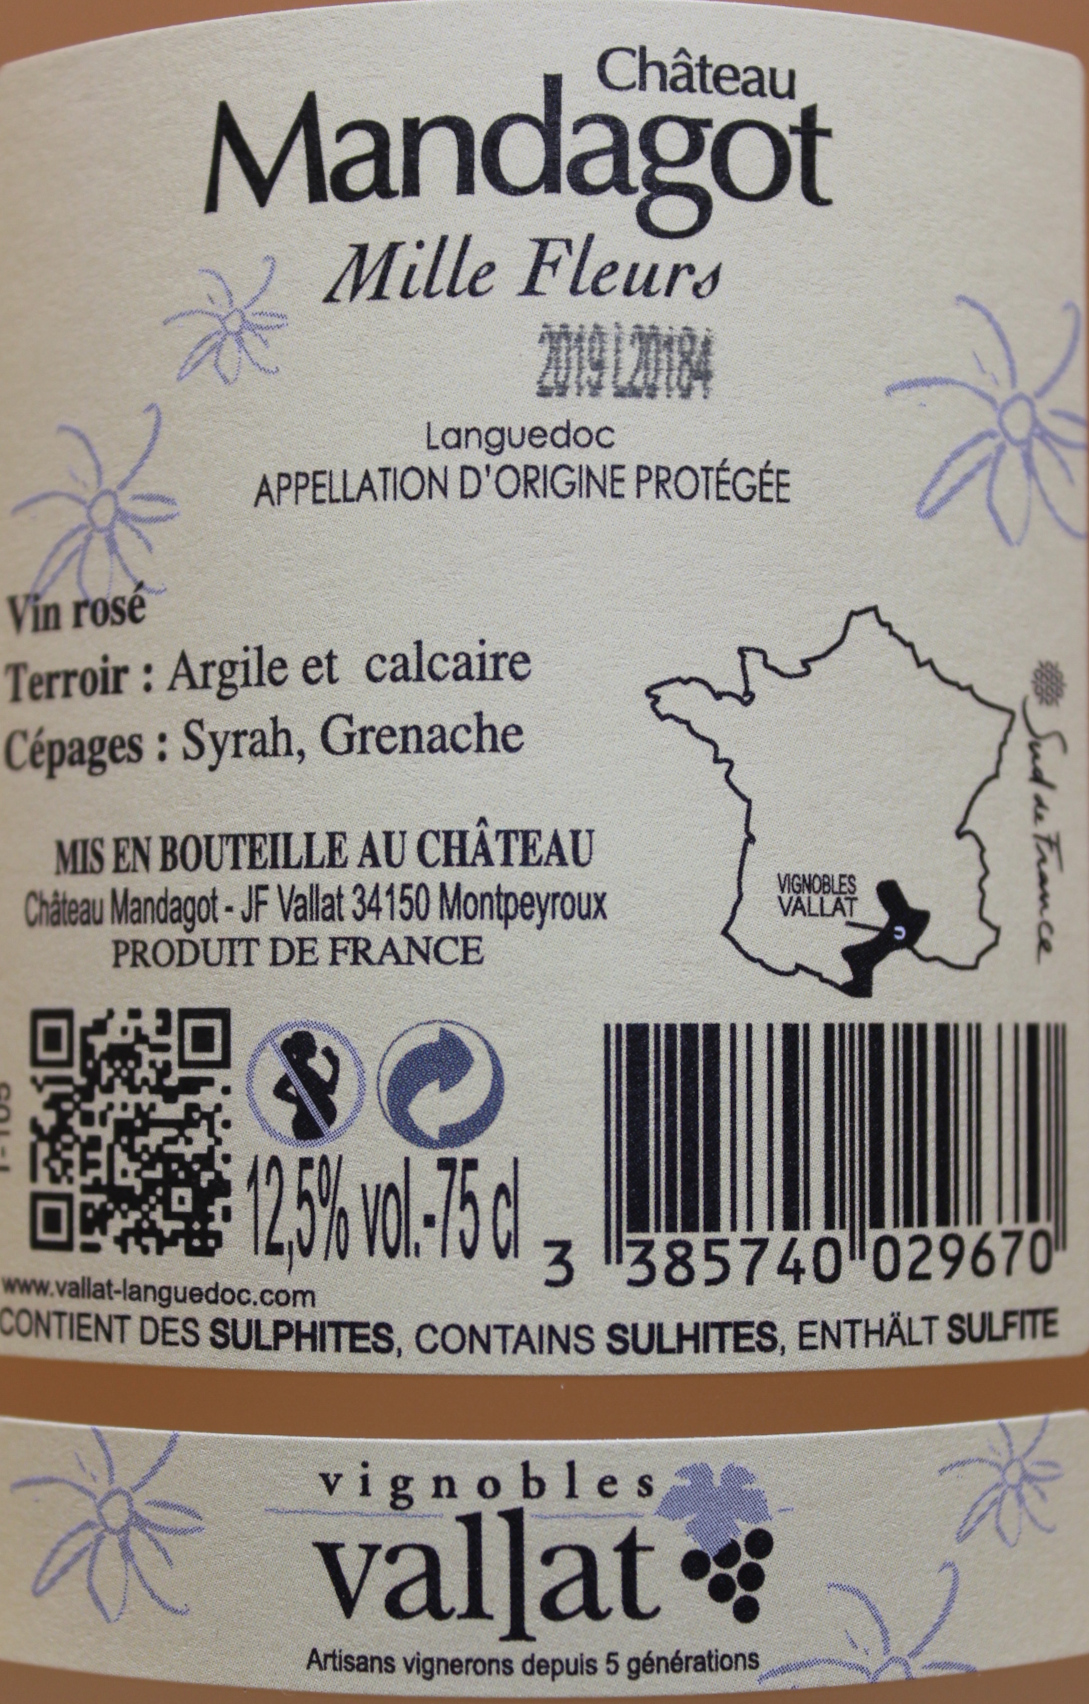 Château
Mandagot
Mille Fleurs
2019 L20184
Languedoc
APPELLATION D'ORIGINE PROTÉGÉE
Vin rosé
Terroir : Argile et calcaire
Cépages : Syrah, Grenache
MIS EN BOUTEILLE AU CHÂTEAU
Château Mandagot - JF Vallat 34150 Montpeyroux
PRODUIT DE FRANCE
VIGNOBLES
VALLAT
Sud de France
12,5% vol.-75 cl
3 385740 029670
www.vallat-languedoc.com
CONTIENT DES SULPHITES, CONTAINS SULHITES, ENTHÄLT SULFITE
vignobles
vallat
Artisans vignerons depuis 5 générations